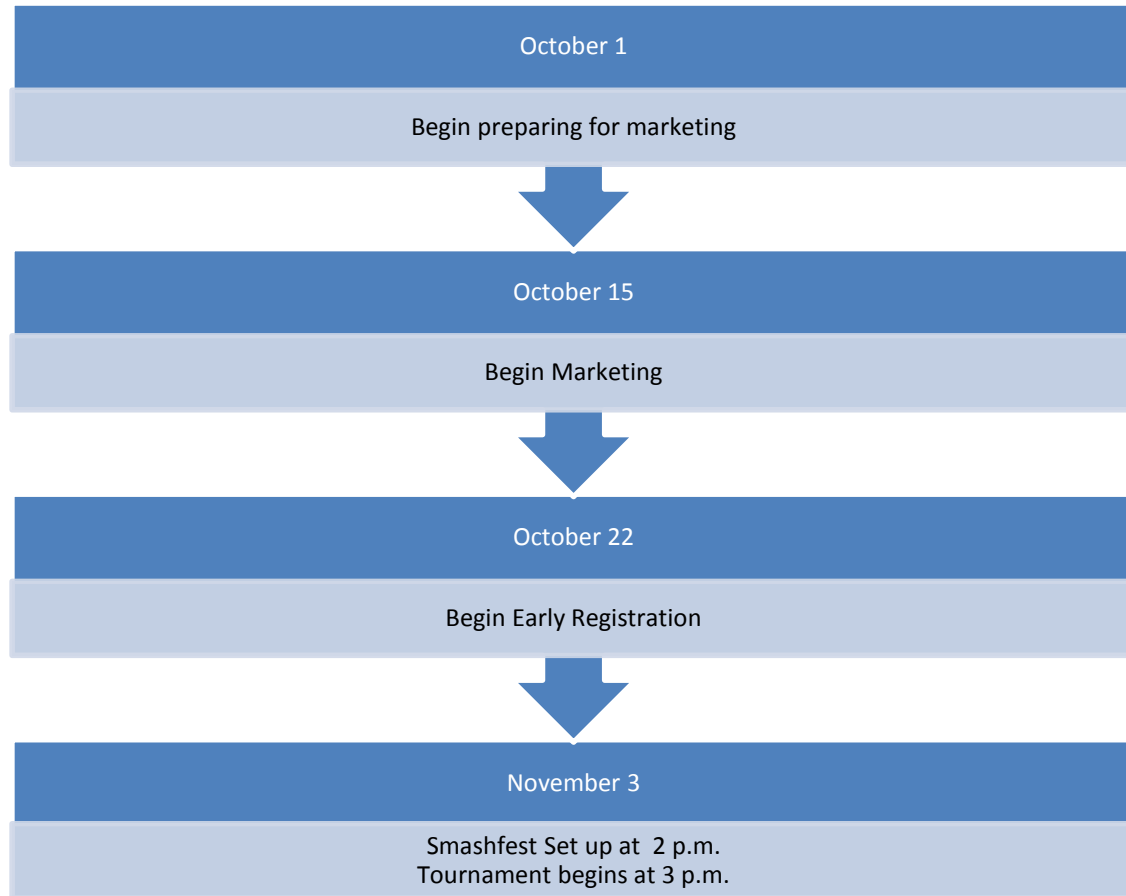 October 1
Begin preparing for marketing
October 15
Begin Marketing
October 22
Begin Early Registration
November 3
Smashfest Set up at  2 p.m.
Tournament begins at 3 p.m.